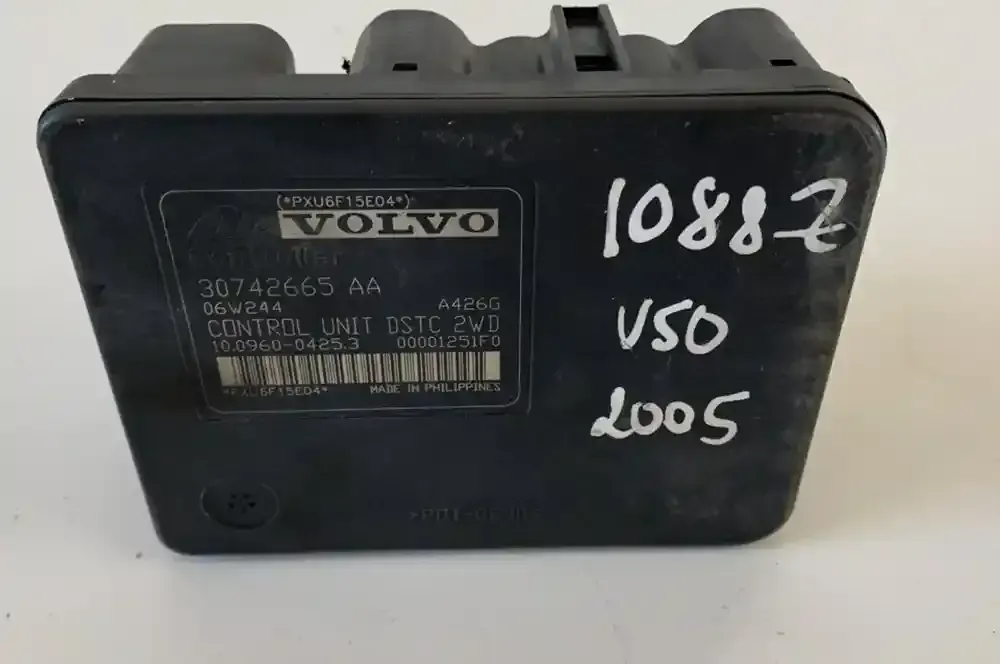 (*PXU6F15E04*)
VOLVO
30742665 AA
06W244 A426G
CONTROL UNIT DSTC 2WD
10.0960-0425.3 00001251F0
*PXU6F15E04* MADE IN PHILIPPINES
1088Z
V50
2005